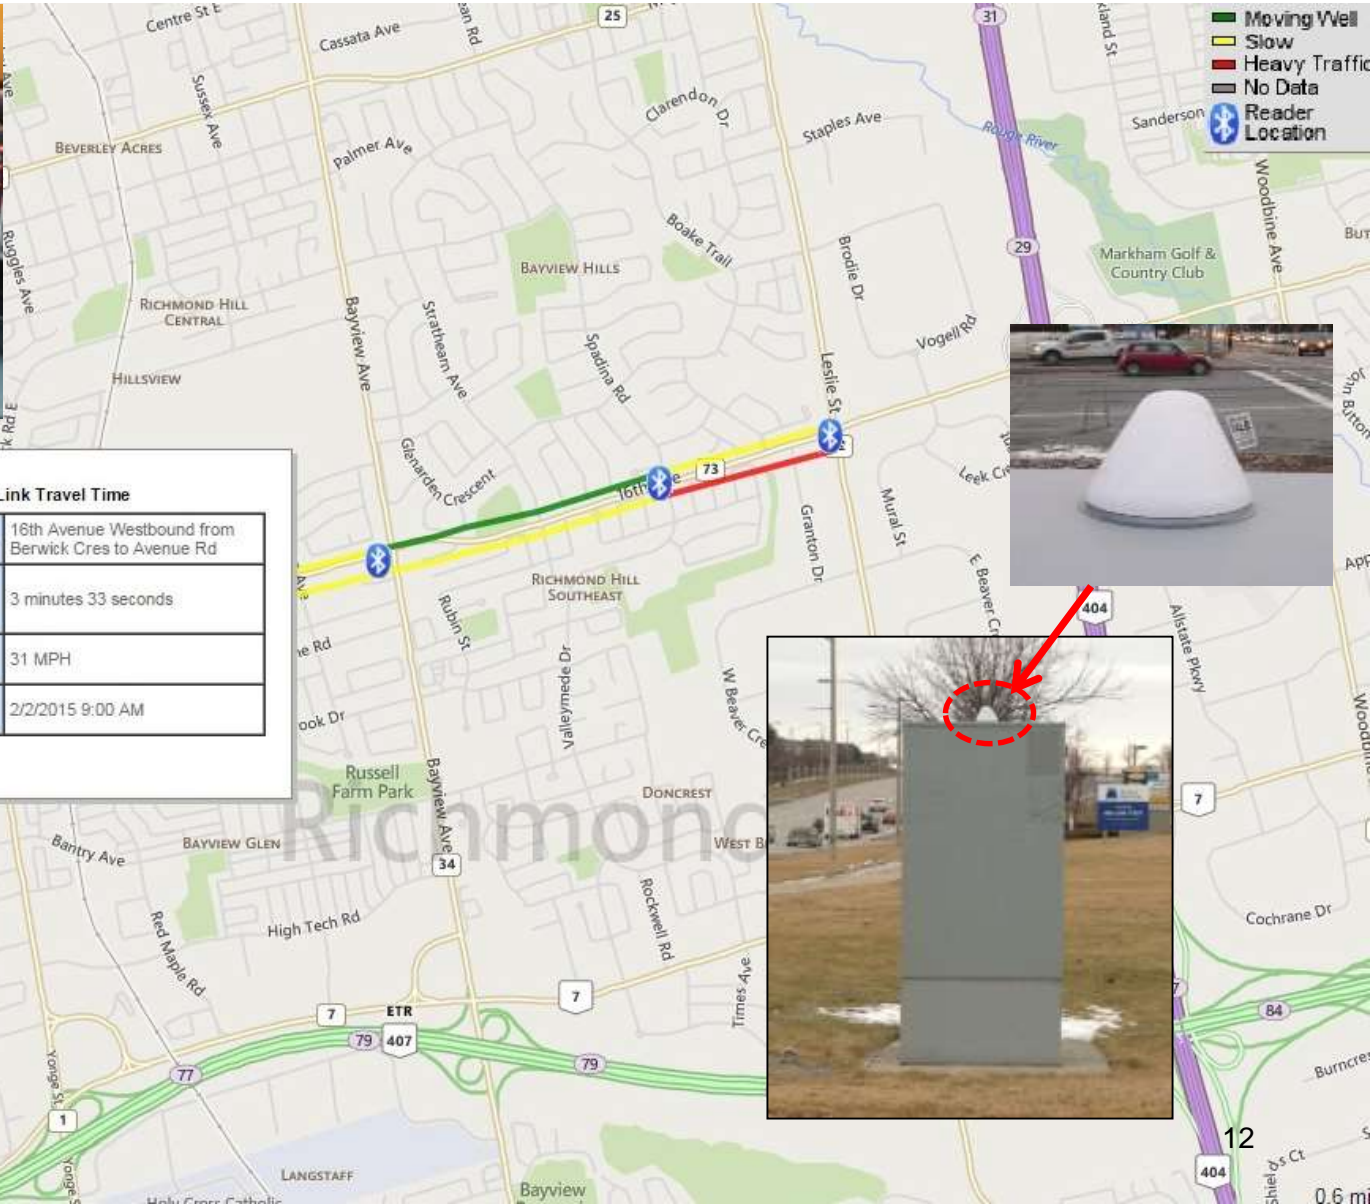 Centre St E
25
31
Moving Well
Slow
Heavy Traffic
No Data
Reader
Location
Cassata Ave
Sussex Ave
Clarendon Dr
Staples Ave
Sanderson
Rouge River
BEVERLEY ACRES
Palmer Ave
Woodbine Ave
Ruggles Ave
Boake Trail
Brodie Dr
29
Markham Golf &
Country Club
BAYVIEW HILLS
RICHMOND HILL
CENTRAL
Bayview Ave
Strathearn Ave
Spadina Rd
Leslie St
Vogell Rd
HILLSVIEW
Glenarden Crescent
73
Link Travel Time
16th Avenue Westbound from
Berwick Cres to Avenue Rd
3 minutes 33 seconds
31 MPH
2/2/2015 9:00 AM
RICHMOND HILL
SOUTHEAST
Granton Dr
Mural St
404
Rubin St
Valleymede Dr
Allstate Pkwy
Russell
Farm Park
Bayview Ave
DONCREST
7
Richmond
Bantry Ave
BAYVIEW GLEN
34
High Tech Rd
Rockwell Rd
Red Maple Rd
Cochrane Dr
Times Ave
7
7
ETR
407
79
79
84
77
Yonge St
1
LANGSTAFF
12
404
Bayview